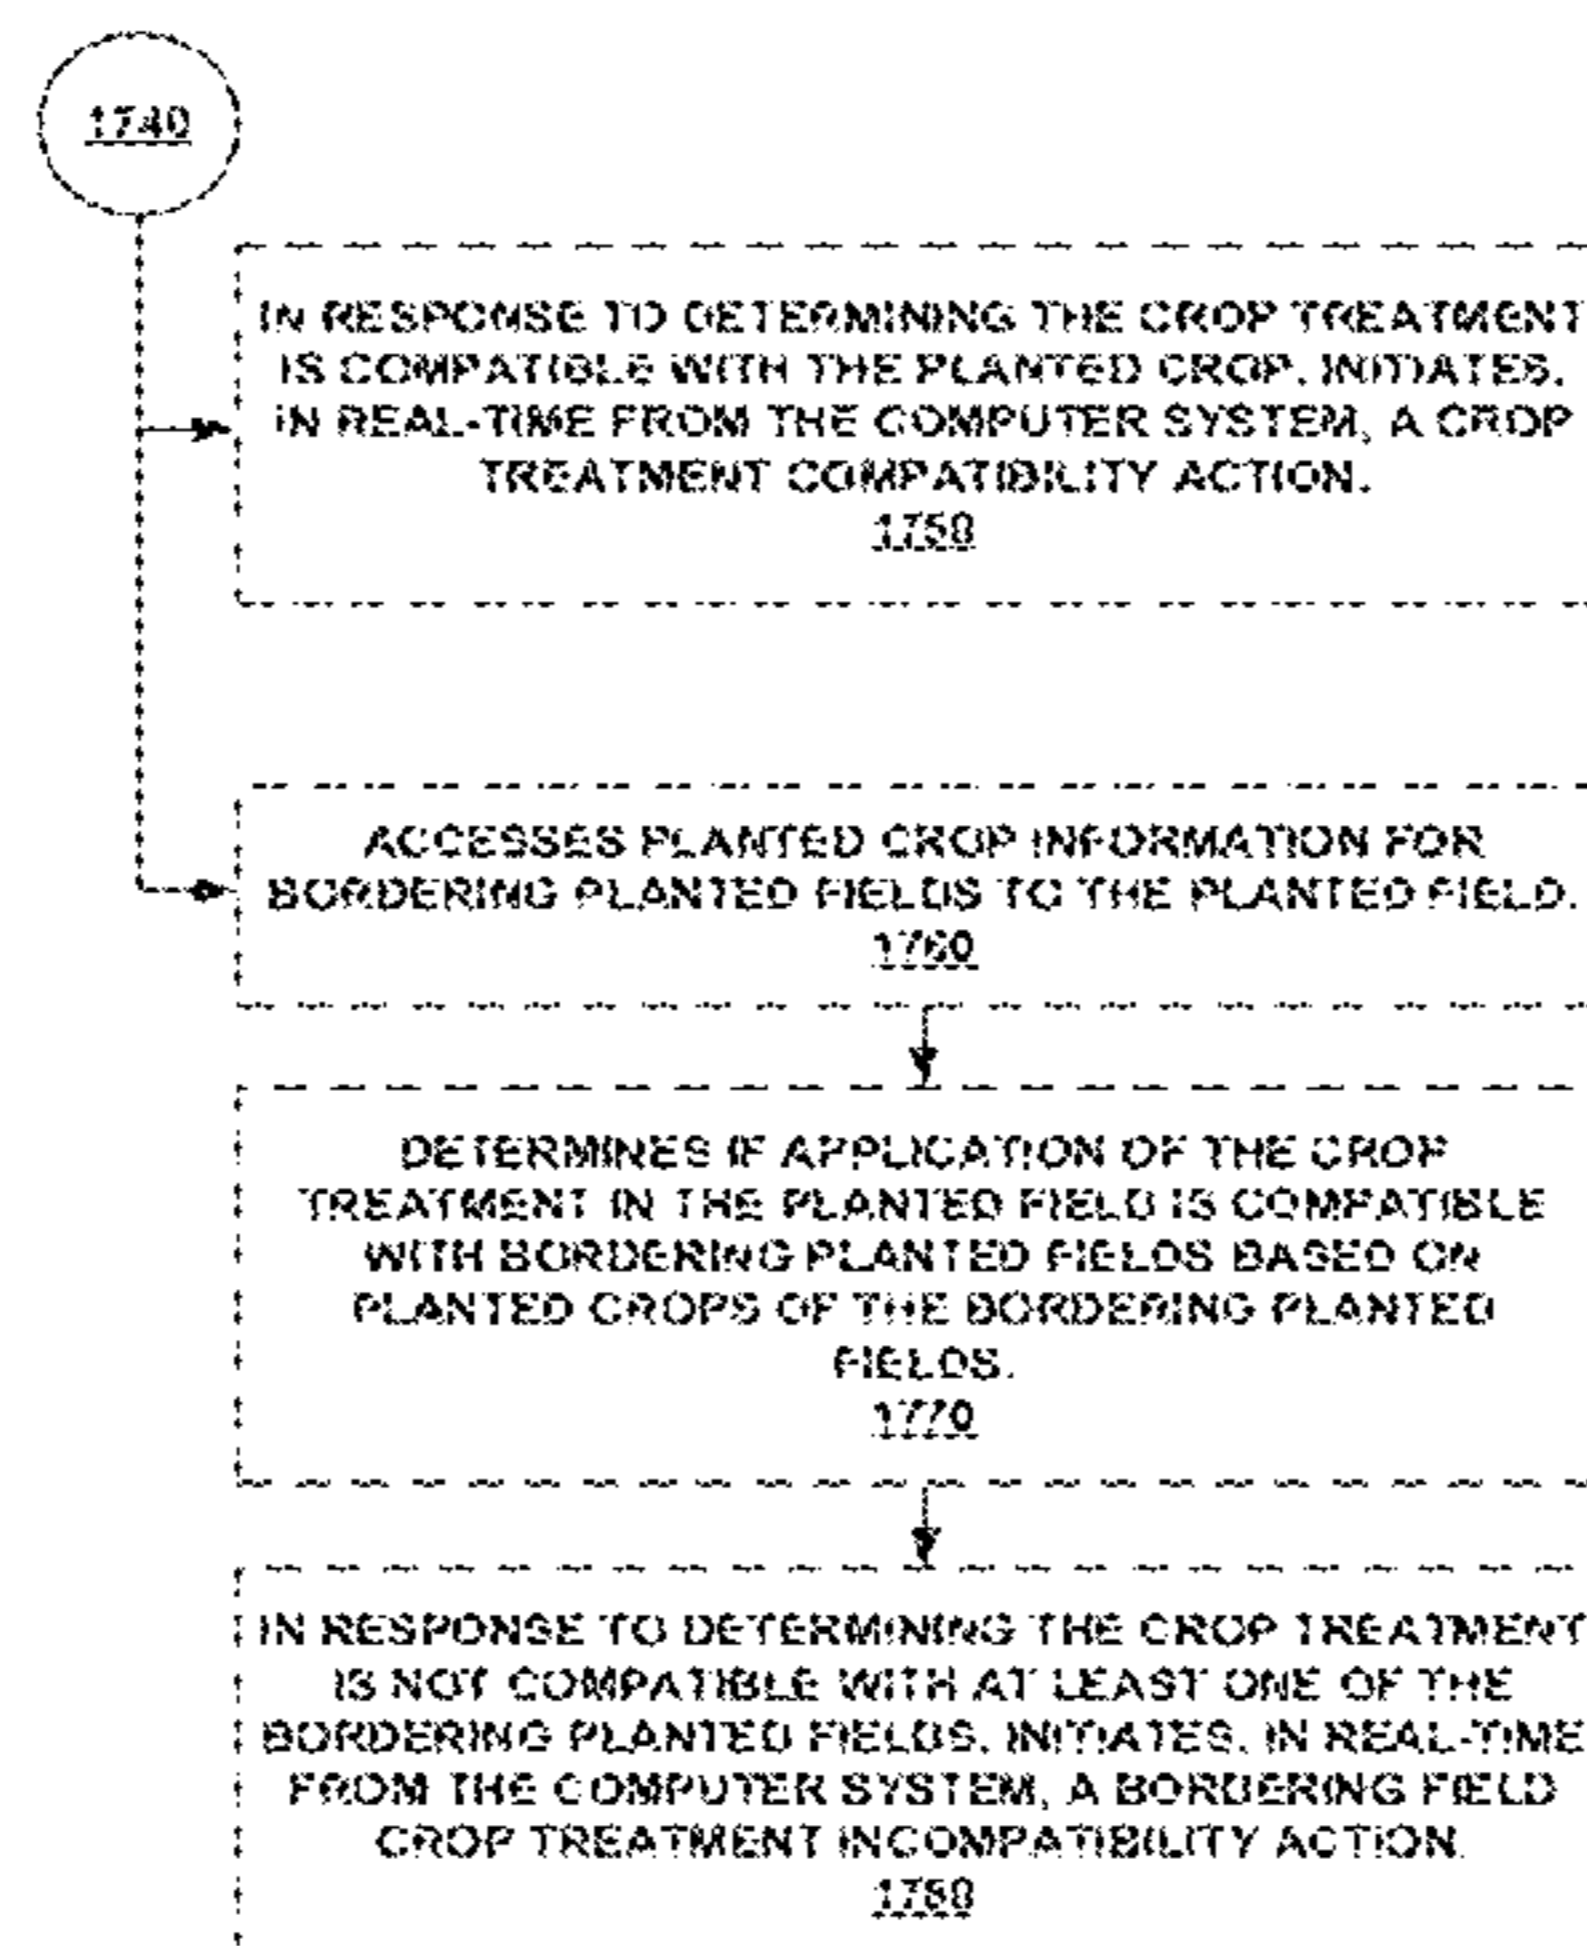 1740
IN RESPONSE TO DETERMINING THE CROP TREATMENT
IS COMPATIBLE WITH THE PLANTED CROP, INITIATES,
IN REAL-TIME FROM THE COMPUTER SYSTEM, A CROP
TREATMENT COMPATIBILITY ACTION.
1750
ACCESSES PLANTED CROP INFORMATION FOR
BORDERING PLANTED FIELDS TO THE PLANTED FIELD.
1760
DETERMINES IF APPLICATION OF THE CROP
TREATMENT IN THE PLANTED FIELD IS COMPATIBLE
WITH BORDERING PLANTED FIELDS BASED ON
PLANTED CROPS OF THE BORDERING PLANTED
FIELDS.
1770
IN RESPONSE TO DETERMINING THE CROP TREATMENT
IS NOT COMPATIBLE WITH AT LEAST ONE OF THE
BORDERING PLANTED FIELDS, INITIATES, IN REAL-TIME
FROM THE COMPUTER SYSTEM, A BORDERING FIELD
CROP TREATMENT INCOMPATIBILITY ACTION.
1780